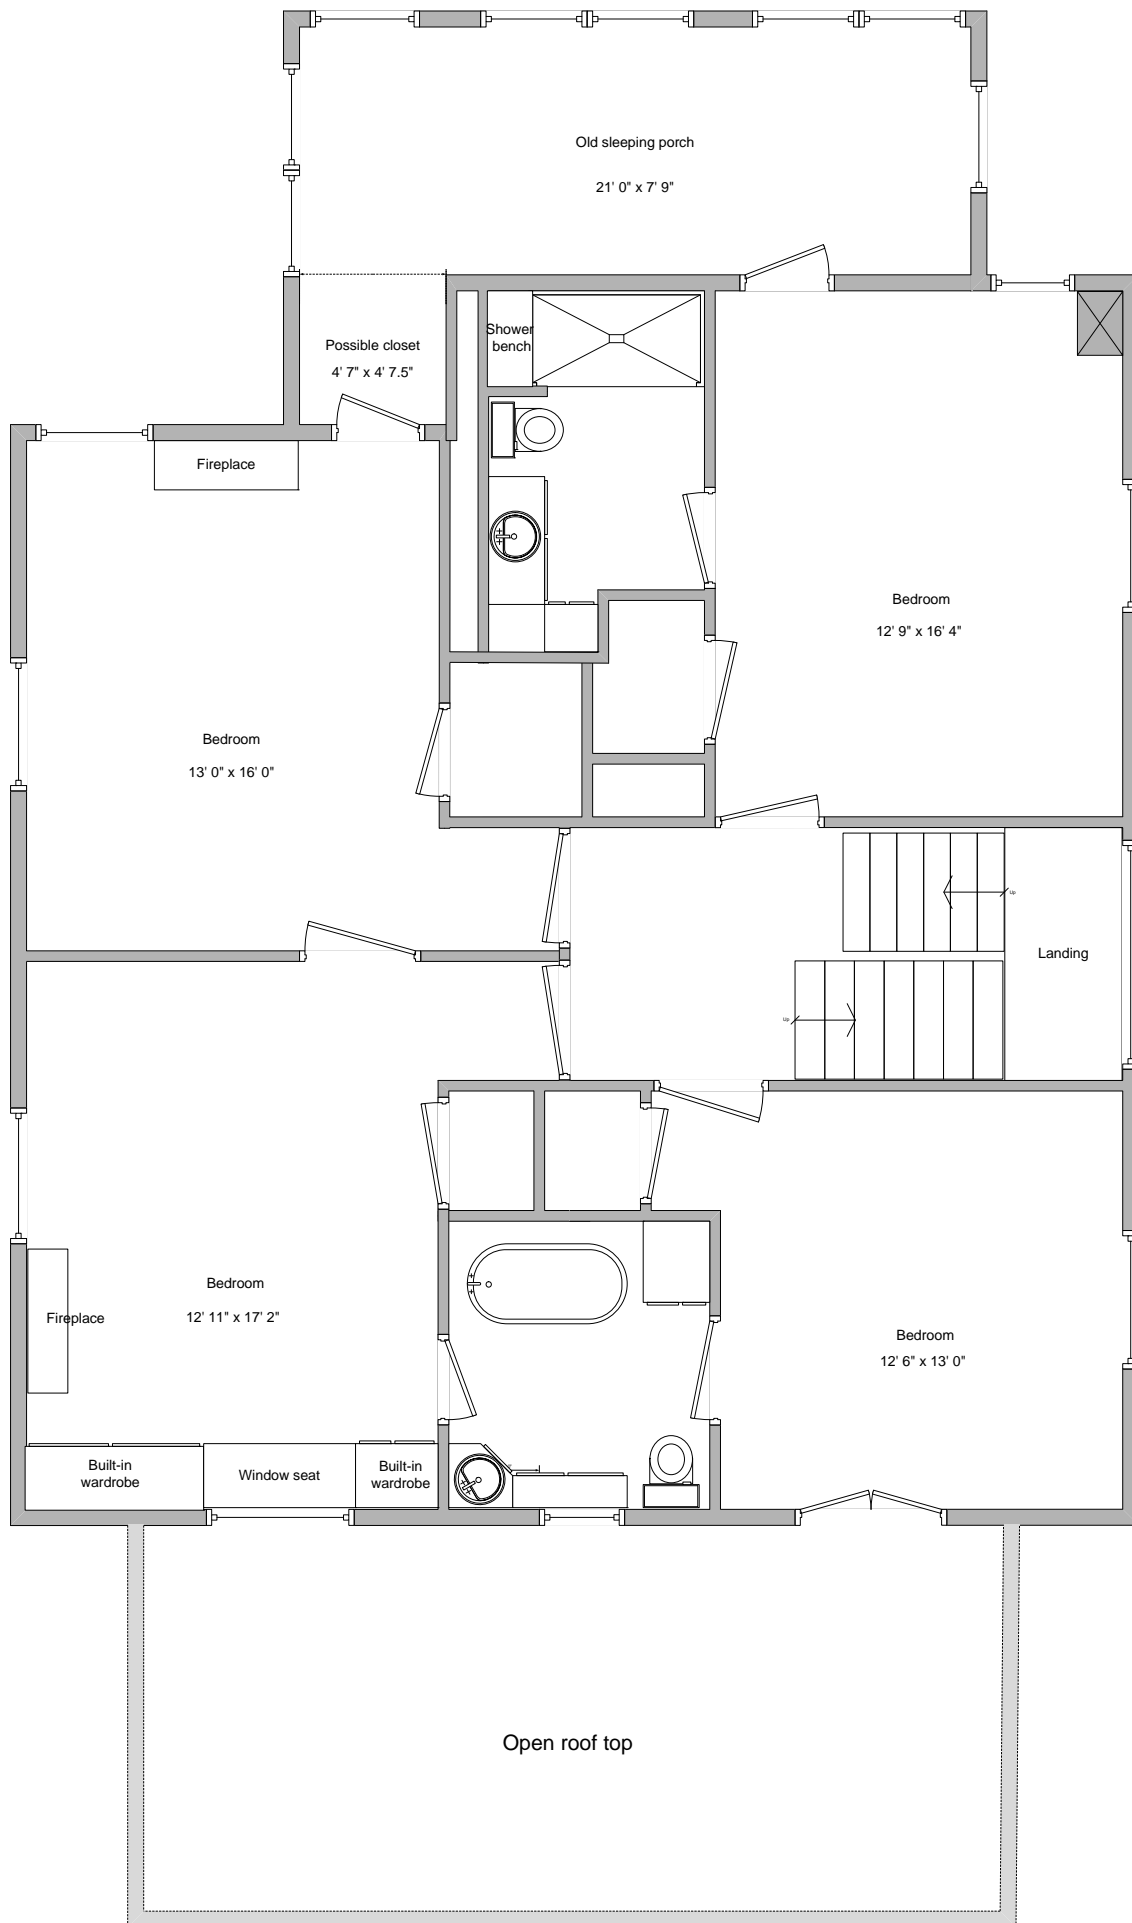 Old sleeping porch
21' 0" x 7' 9"
Shower
bench
Possible closet
4' 7" x 4' 7.5"
Fireplace
Bedroom
12' 9" x 16' 4"
Bedroom
13' 0" x 16' 0"
Up
Landing
Up
Bedroom
12' 11" x 17' 2"
Fireplace
Bedroom
12' 6" x 13' 0"
Built-in
wardrobe
Window seat
Built-in
wardrobe
Open roof top